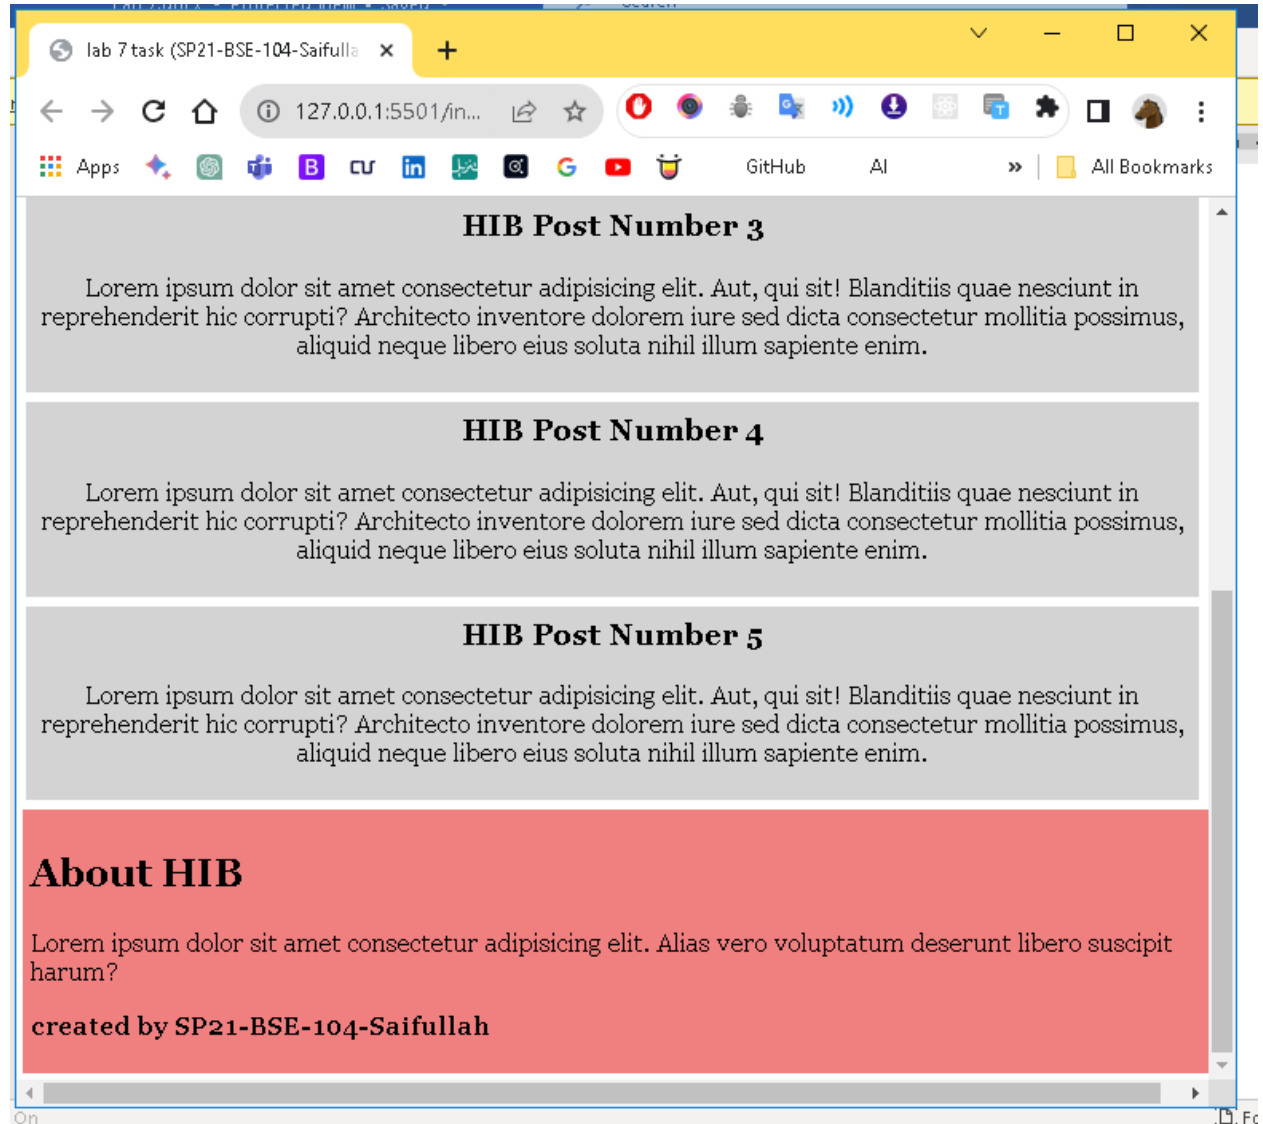 lab 7 task (SP21-BSE-104-Saifulla
127.0.0.1:5501/in...
Apps
GitHub
AI
»
All Bookmarks
HIB Post Number 3
Lorem ipsum dolor sit amet consectetur adipisicing elit. Aut, qui sit! Blanditiis quae nesciunt in
reprehenderit hic corrupti? Architecto inventore dolorem iure sed dicta consectetur mollitia possimus,
aliquid neque libero eius soluta nihil illum sapiente enim.
HIB Post Number 4
Lorem ipsum dolor sit amet consectetur adipisicing elit. Aut, qui sit! Blanditiis quae nesciunt in
reprehenderit hic corrupti? Architecto inventore dolorem iure sed dicta consectetur mollitia possimus,
aliquid neque libero eius soluta nihil illum sapiente enim.
HIB Post Number 5
Lorem ipsum dolor sit amet consectetur adipisicing elit. Aut, qui sit! Blanditiis quae nesciunt in
reprehenderit hic corrupti? Architecto inventore dolorem iure sed dicta consectetur mollitia possimus,
aliquid neque libero eius soluta nihil illum sapiente enim.
About HIB
Lorem ipsum dolor sit amet consectetur adipisicing elit. Alias vero voluptatum deserunt libero suscipit
harum?
created by SP21-BSE-104-Saifullah
On
Fo